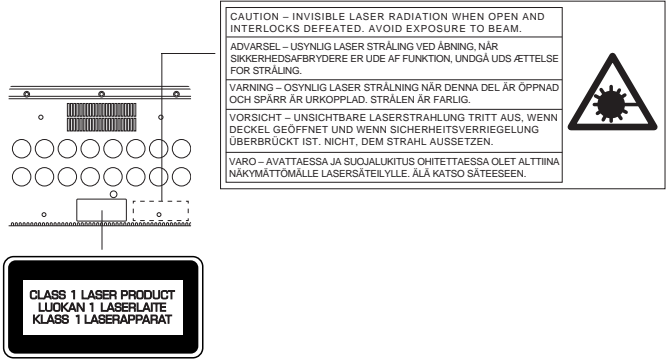 CAUTION – INVISIBLE LASER RADIATION WHEN OPEN AND
INTERLOCKS DEFEATED. AVOID EXPOSURE TO BEAM.
ADVARSEL – USYNLIG LASER STRÅLING VED ÅBNING, NÅR
SIKKERHEDSAFBRYDERE ER UDE AF FUNKTION, UNDGÅ UDS ÆTTELSE
FOR STRÅLING.
VARNING – OSYNLIG LASER STRÅLNING NÄR DENNA DEL ÄR ÖPPNAD
OCH SPÄRR ÄR URKOPPLAD. STRÅLEN ÄR FARLIG.
VORSICHT – UNSICHTBARE LASERSTRAHLUNG TRITT AUS, WENN
DECKEL GEÖFFNET UND WENN SICHERHEITSVERRIEGELUNG
ÜBERBRÜCKT IST. NICHT, DEM STRAHL AUSSETZEN.
VARO – AVATTAESSA JA SUOJALUKITUS OHITETTAESSA OLET ALTTIINA
NÄKYMÄTTÖMÄLLE LASERSÄTEILYLLE. ÄLÄ KATSO SÄTEESEEN.
CLASS 1 LASER PRODUCT
LUOKAN 1 LASERLAITE
KLASS 1 LASERAPPARAT